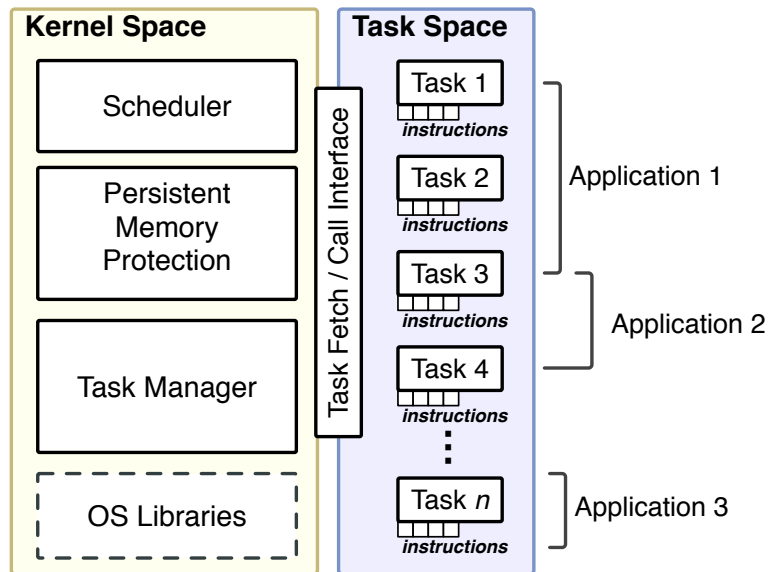 Kernel Space
Scheduler
Persistent
Memory
Protection
Task Manager
OS Libraries
Task Fetch / Call Interface
Task Space
Task 1
instructions
Task 2
instructions
Task 3
instructions
Task 4
instructions
Task n
instructions
Application 1
Application 2
Application 3